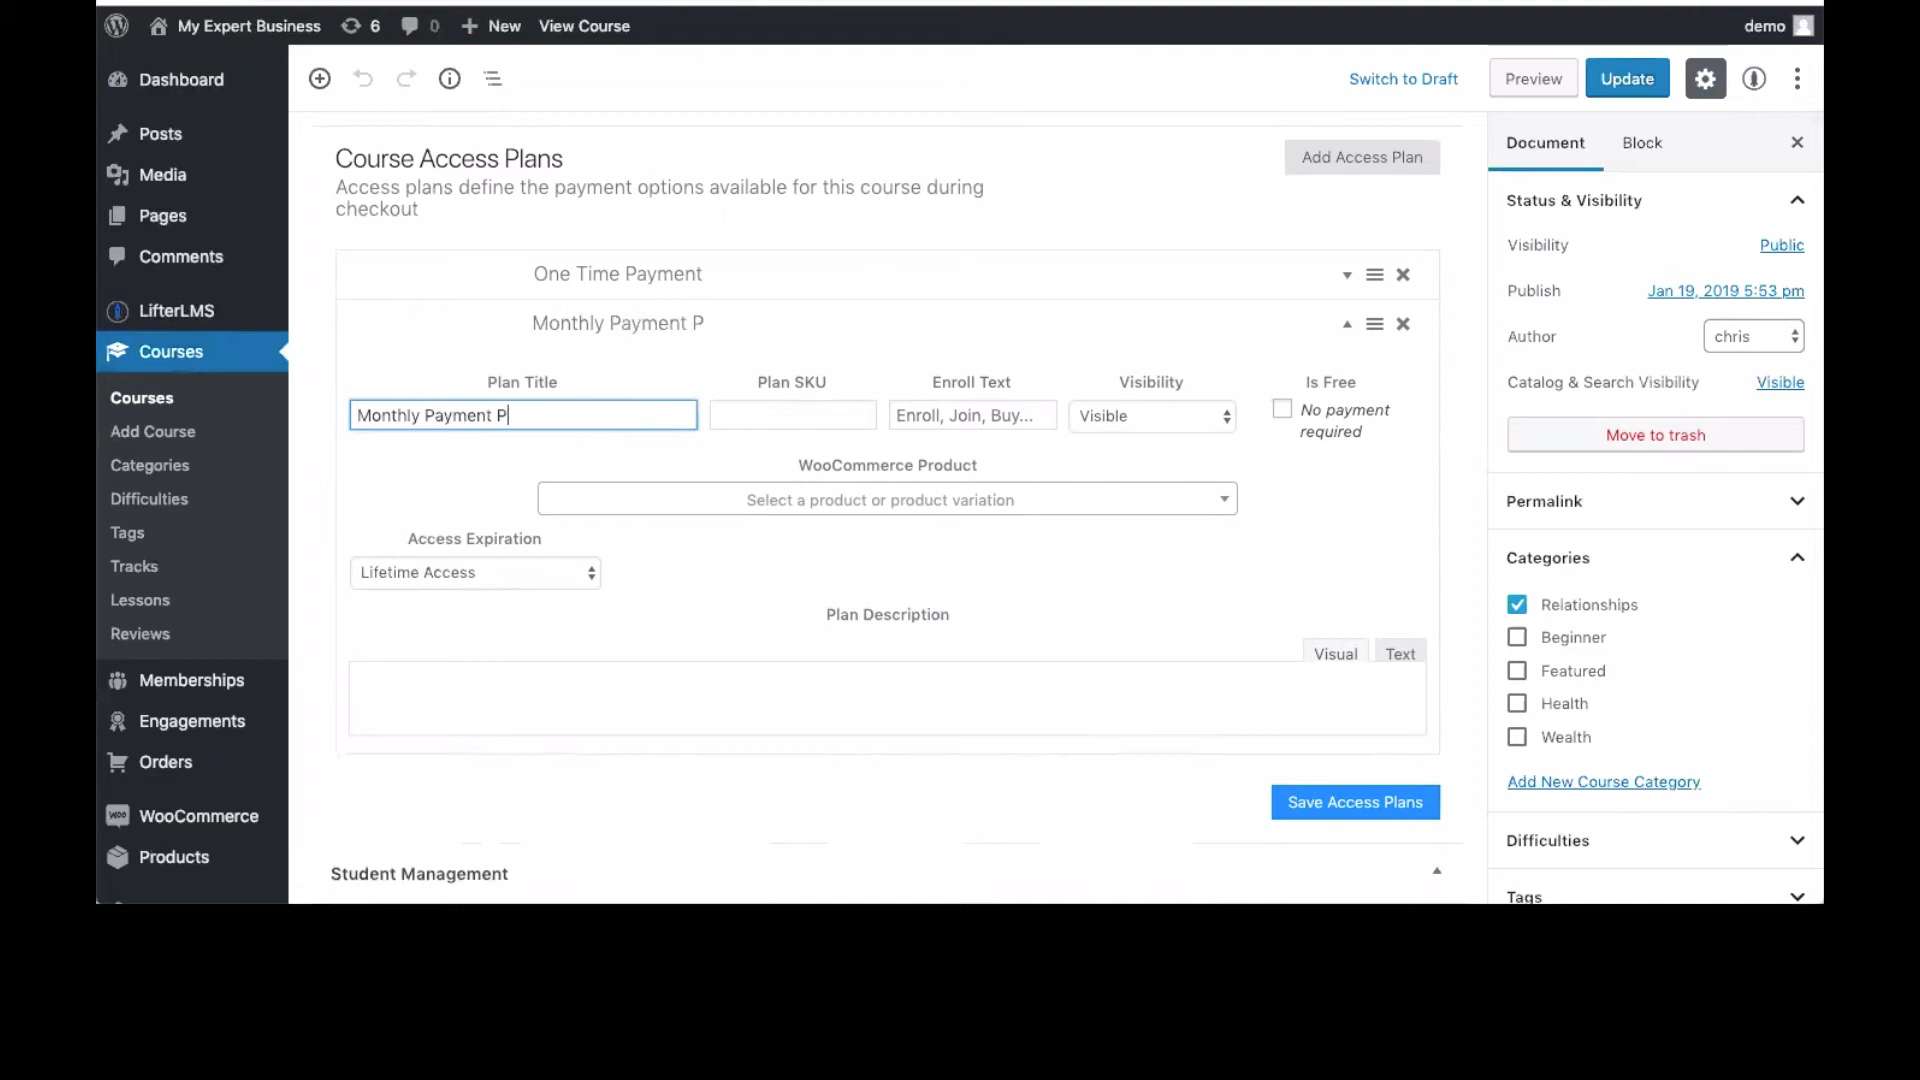 My Expert Business 6 0 New View Course demo
Dashboard
Posts
Media
Pages
Comments
LifterLMS
Courses
Courses
Add Course
Categories
Difficulties
Tags
Tracks
Lessons
Reviews
Memberships
Engagements
Orders
WooCommerce
Products
Switch to Draft Preview Update
Course Access Plans
Add Access Plan
Access plans define the payment options available for this course during
checkout
One Time Payment
Monthly Payment P
Plan Title Plan SKU Enroll Text Visibility Is Free
Monthly Payment P Enroll, Join, Buy... Visible No payment
required
WooCommerce Product
Select a product or product variation
Access Expiration
Lifetime Access
Plan Description
Visual Text
Save Access Plans
Student Management
Document Block
Status & Visibility
Visibility Public
Publish Jan 19, 2019 5:53 pm
Author chris
Catalog & Search Visibility Visible
Move to trash
Permalink
Categories
Relationships
Beginner
Featured
Health
Wealth
Add New Course Category
Difficulties
Tags